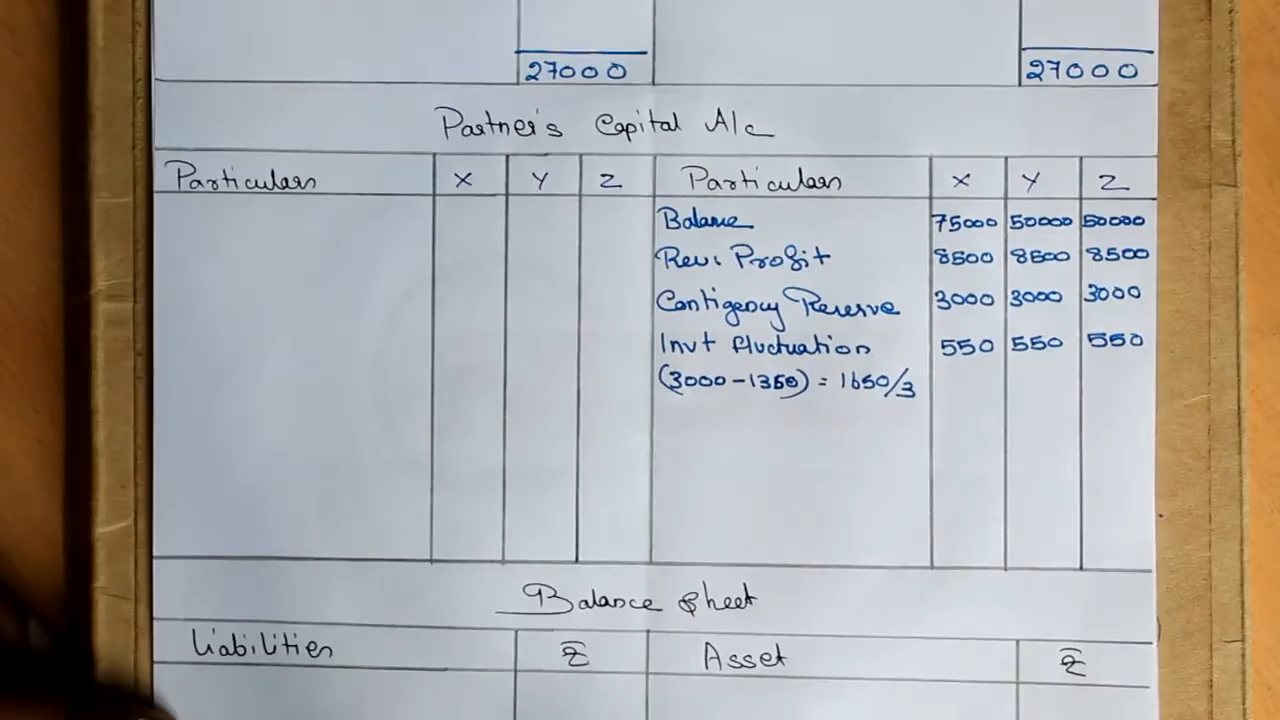 27000 27000
Partner's Capital A/c
Particulars X Y Z Particulars X Y Z
Balance 75000 50000 50000
Rev. Profit 8500 8500 8500
Contigency Reserve 3000 3000 3000
Invt fluctuation 550 550 550
(3000-1350) = 1650/3
Balance Sheet
Liabilities ₹ Asset ₹